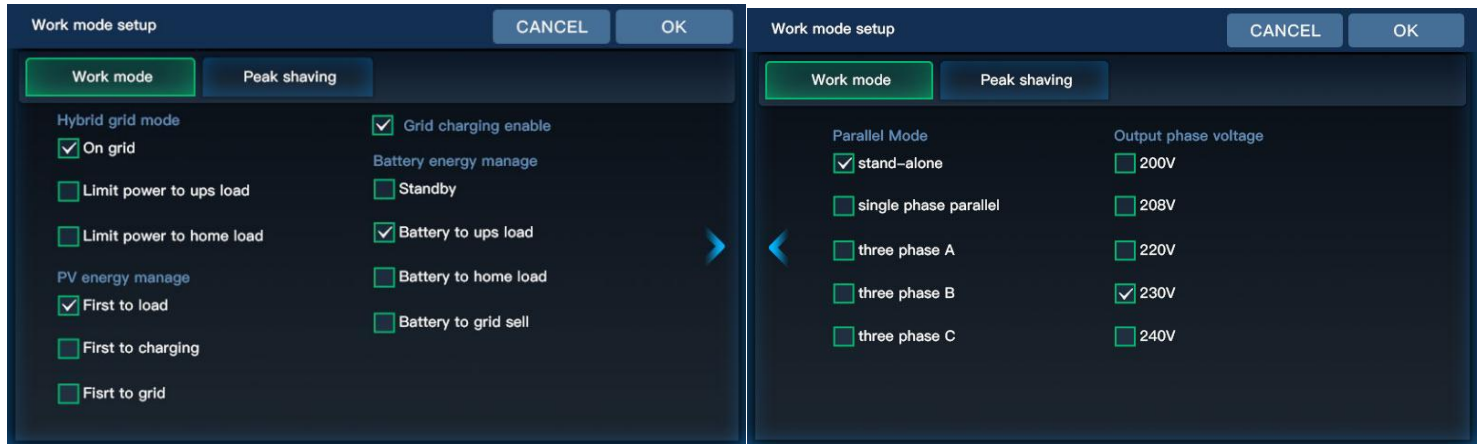 Work mode setup
CANCEL
OK
Work mode
Peak shaving
Hybrid grid mode
On grid
Limit power to ups load
Limit power to home load
PV energy manage
First to load
First to charging
Fisrt to grid
Grid charging enable
Battery energy manage
Standby
Battery to ups load
Battery to home load
Battery to grid sell
Work mode setup
CANCEL
OK
Work mode
Peak shaving
Parallel Mode
stand-alone
single phase parallel
three phase A
three phase B
three phase C
Output phase voltage
200V
208V
220V
230V
240V